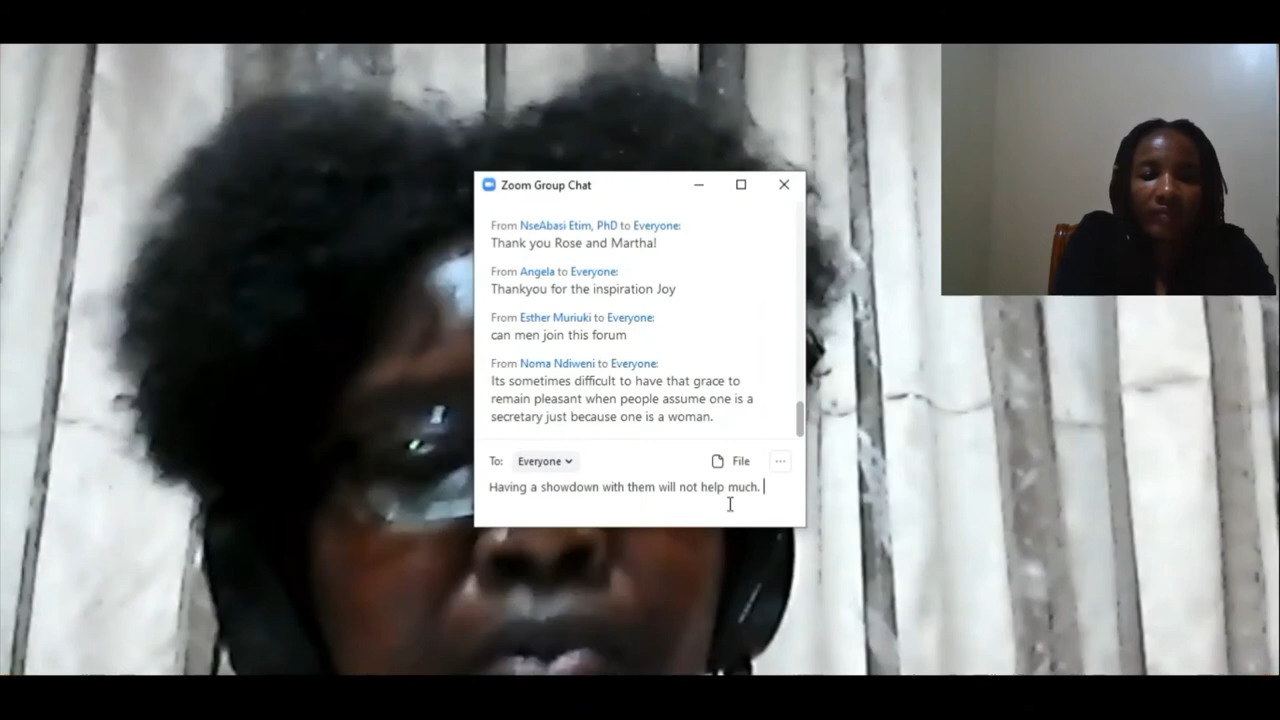 Zoom Group Chat
From NseAbasi Etim, PhD to Everyone:
Thank you Rose and Martha!
From Angela to Everyone:
Thankyou for the inspiration Joy
From Esther Muriuki to Everyone:
can men join this forum
From Noma Ndiweni to Everyone:
Its sometimes difficult to have that grace to
remain pleasant when people assume one is a
secretary just because one is a woman.
To: Everyone File
Having a showdown with them will not help much.